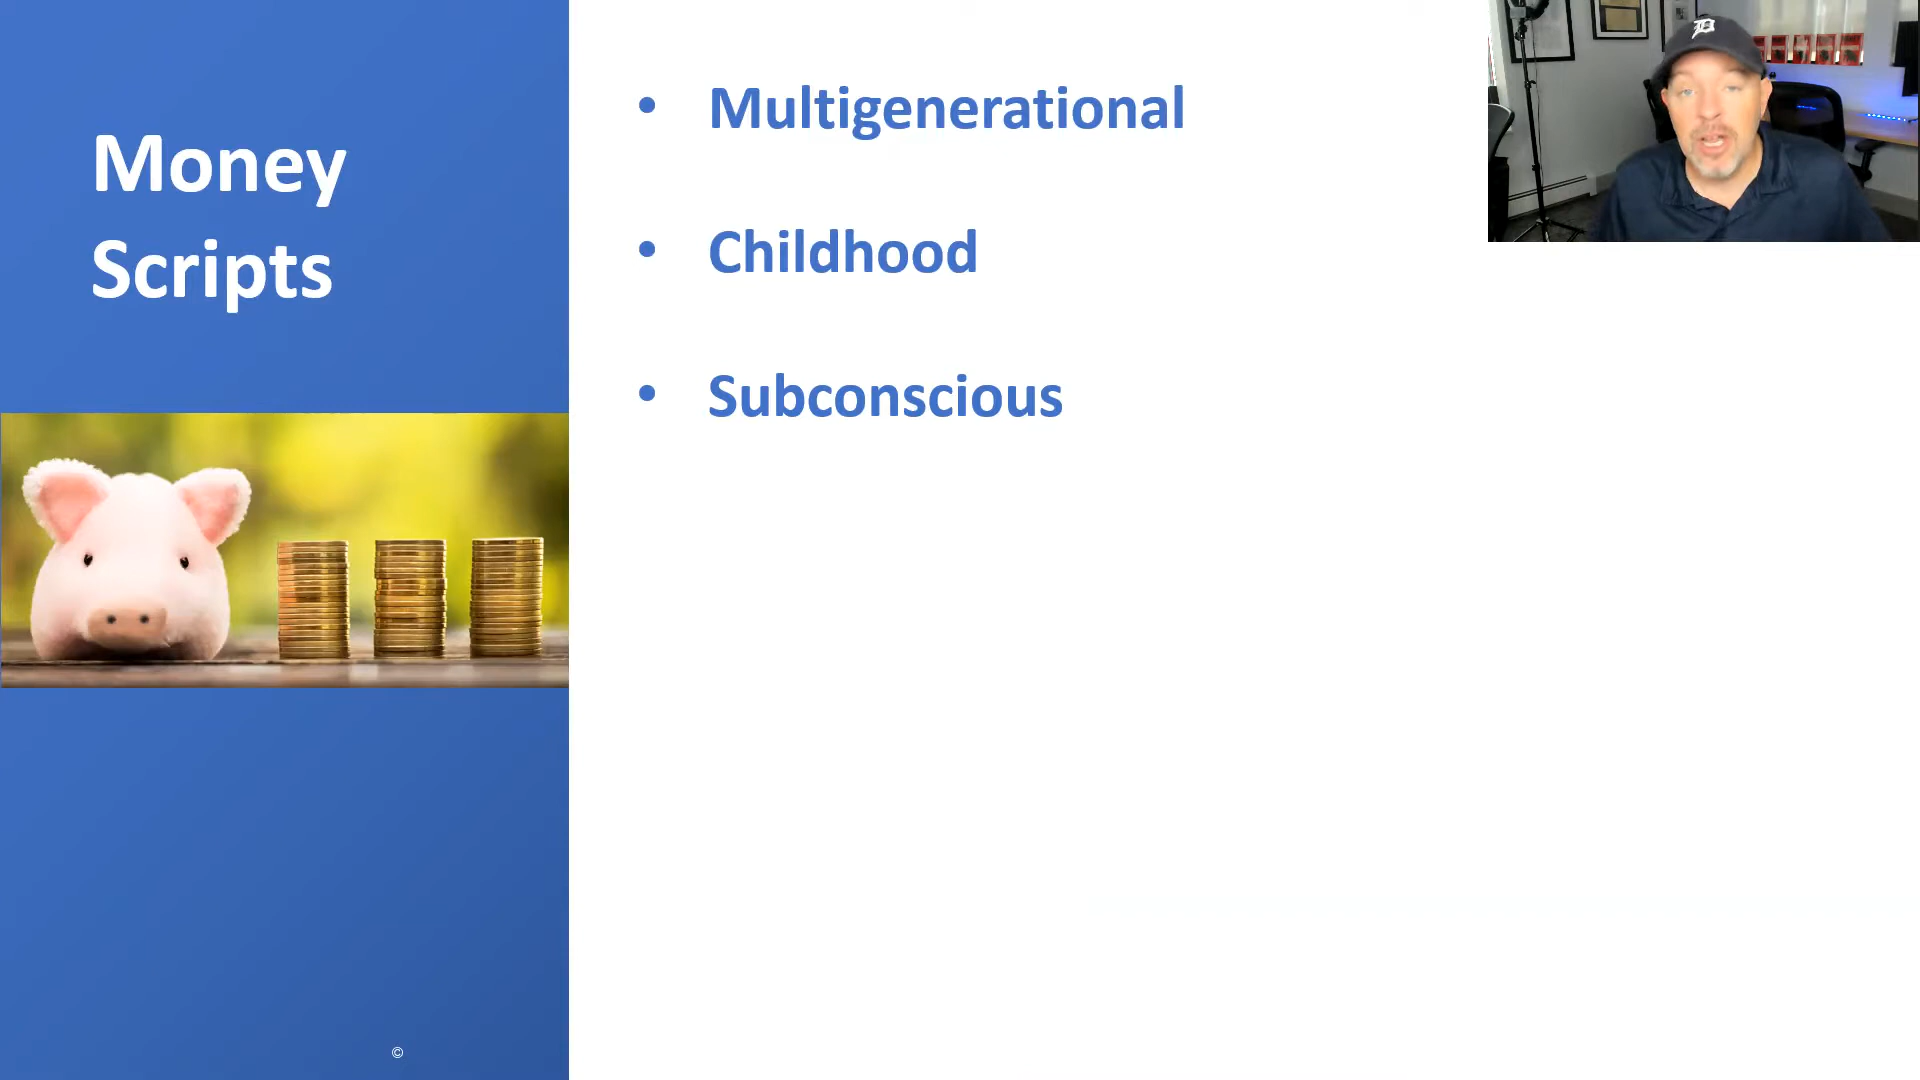 Money
Scripts
• Multigenerational
• Childhood
• Subconscious
©